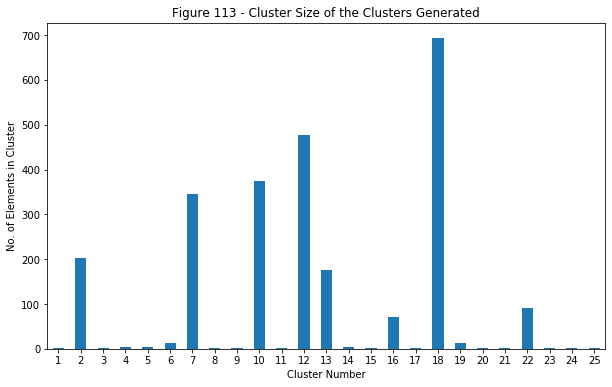 Figure 113 - Cluster Size of the Clusters Generated
700
600
500
400
300
200
100
0
No. of Elements in Cluster
1 2 3 4 5 6 7 8 9 10 11 12 13 14 15 16 17 18 19 20 21 22 23 24 25
Cluster Number